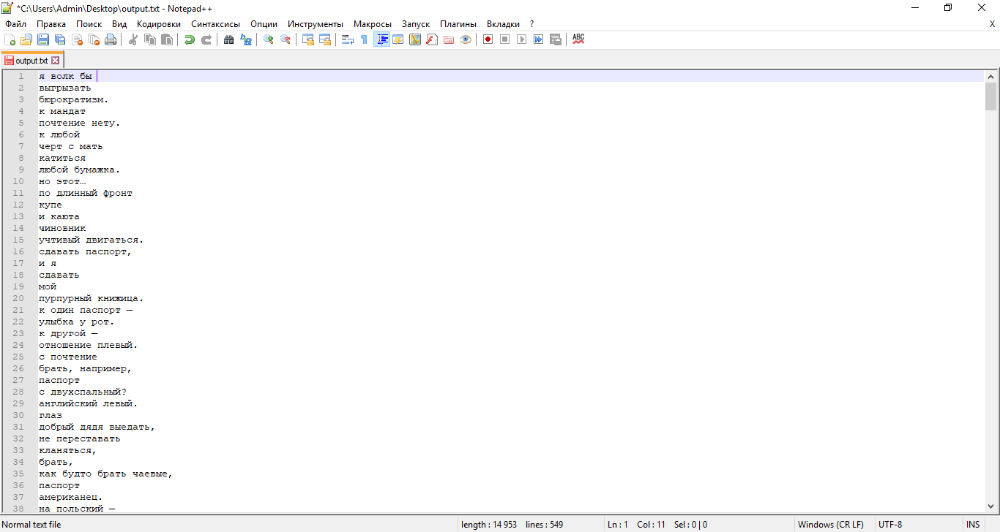 *C:\Users\Admin\Desktop\output.txt - Notepad++
Файл Правка Поиск Вид Кодировки Синтаксисы Опции Инструменты Макросы Запуск Плагины Вкладки ? X
ABC
output.txt
1 я волк бы
2 выгрызать
3 бюрократизм.
4 к мандат
5 почтение нету.
6 к любой
7 черт с мать
8 катиться
9 любой бумажка.
10 но этот…
11 по длинный фронт
12 купе
13 и каюта
14 чиновник
15 учтивый двигаться.
16 сдавать паспорт,
17 и я
18 сдавать
19 мой
20 пурпурный книжица.
21 к один паспорт —
22 улыбка у рот.
23 к другой —
24 отношение плевый.
25 с почтение
26 брать, например,
27 паспорт
28 с двухспальный?
29 английский левый.
30 глаз
31 добрый дядя выедать,
32 не переставать
33 кланяться,
34 брать,
35 как будто брать чаевые,
36 паспорт
37 американец.
38 на польский —
Normal text file length : 14 953 lines : 549 Ln : 1 Col : 11 Sel : 0 | 0 Windows (CR LF) UTF-8 INS